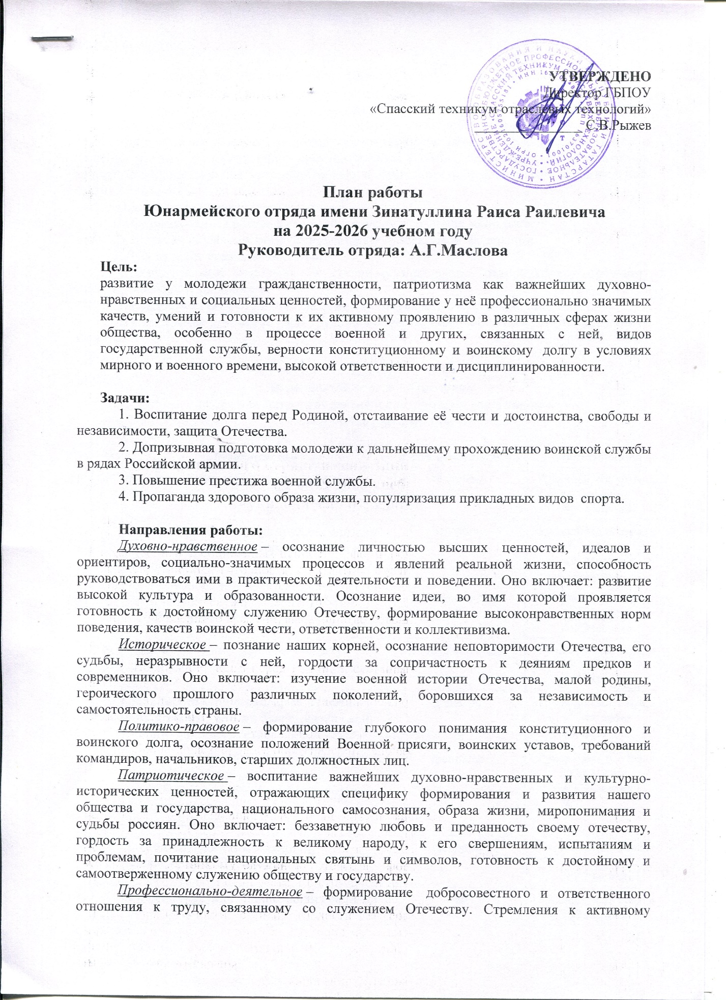 УТВЕРЖДЕНО
Директор ГБПОУ
«Спасский техникум отраслевых технологий»
С.В.Рыжев
План работы
Юнармейского отряда имени Зинатуллина Раиса Раилевича
на 2025-2026 учебном году
Руководитель отряда: А.Г.Маслова
Цель:
развитие у молодежи гражданственности, патриотизма как важнейших духовно-
нравственных и социальных ценностей, формирование у неё профессионально значимых
качеств, умений и готовности к их активному проявлению в различных сферах жизни
общества, особенно в процессе военной и других, связанных с ней, видов
государственной службы, верности конституционному и воинскому долгу в условиях
мирного и военного времени, высокой ответственности и дисциплинированности.
Задачи:
1. Воспитание долга перед Родиной, отстаивание её чести и достоинства, свободы и
независимости, защита Отечества.
2. Допризывная подготовка молодежи к дальнейшему прохождению воинской службы
в рядах Российской армии.
3. Повышение престижа военной службы.
4. Пропаганда здорового образа жизни, популяризация прикладных видов спорта.
Направления работы:
Духовно-нравственное – осознание личностью высших ценностей, идеалов и
ориентиров, социально-значимых процессов и явлений реальной жизни, способность
руководствоваться ими в практической деятельности и поведении. Оно включает: развитие
высокой культура и образованности. Осознание идеи, во имя которой проявляется
готовность к достойному служению Отечеству, формирование высоконравственных норм
поведения, качеств воинской чести, ответственности и коллективизма.
Историческое – познание наших корней, осознание неповторимости Отечества, его
судьбы, неразрывности с ней, гордости за сопричастность к деяниям предков и
современников. Оно включает: изучение военной истории Отечества, малой родины,
героического прошлого различных поколений, боровшихся за независимость и
самостоятельность страны.
Политико-правовое – формирование глубокого понимания конституционного и
воинского долга, осознание положений Военной присяги, воинских уставов, требований
командиров, начальников, старших должностных лиц.
Патриотическое – воспитание важнейших духовно-нравственных и культурно-
исторических ценностей, отражающих специфику формирования и развития нашего
общества и государства, национального самосознания, образа жизни, миропонимания и
судьбы россиян. Оно включает: беззаветную любовь и преданность своему отечеству,
гордость за принадлежность к великому народу, к его свершениям, испытаниям и
проблемам, почитание национальных святынь и символов, готовность к достойному и
самоотверженному служению обществу и государству.
Профессионально-деятельное – формирование добросовестного и ответственного
отношения к труду, связанному со служением Отечеству. Стремления к активному